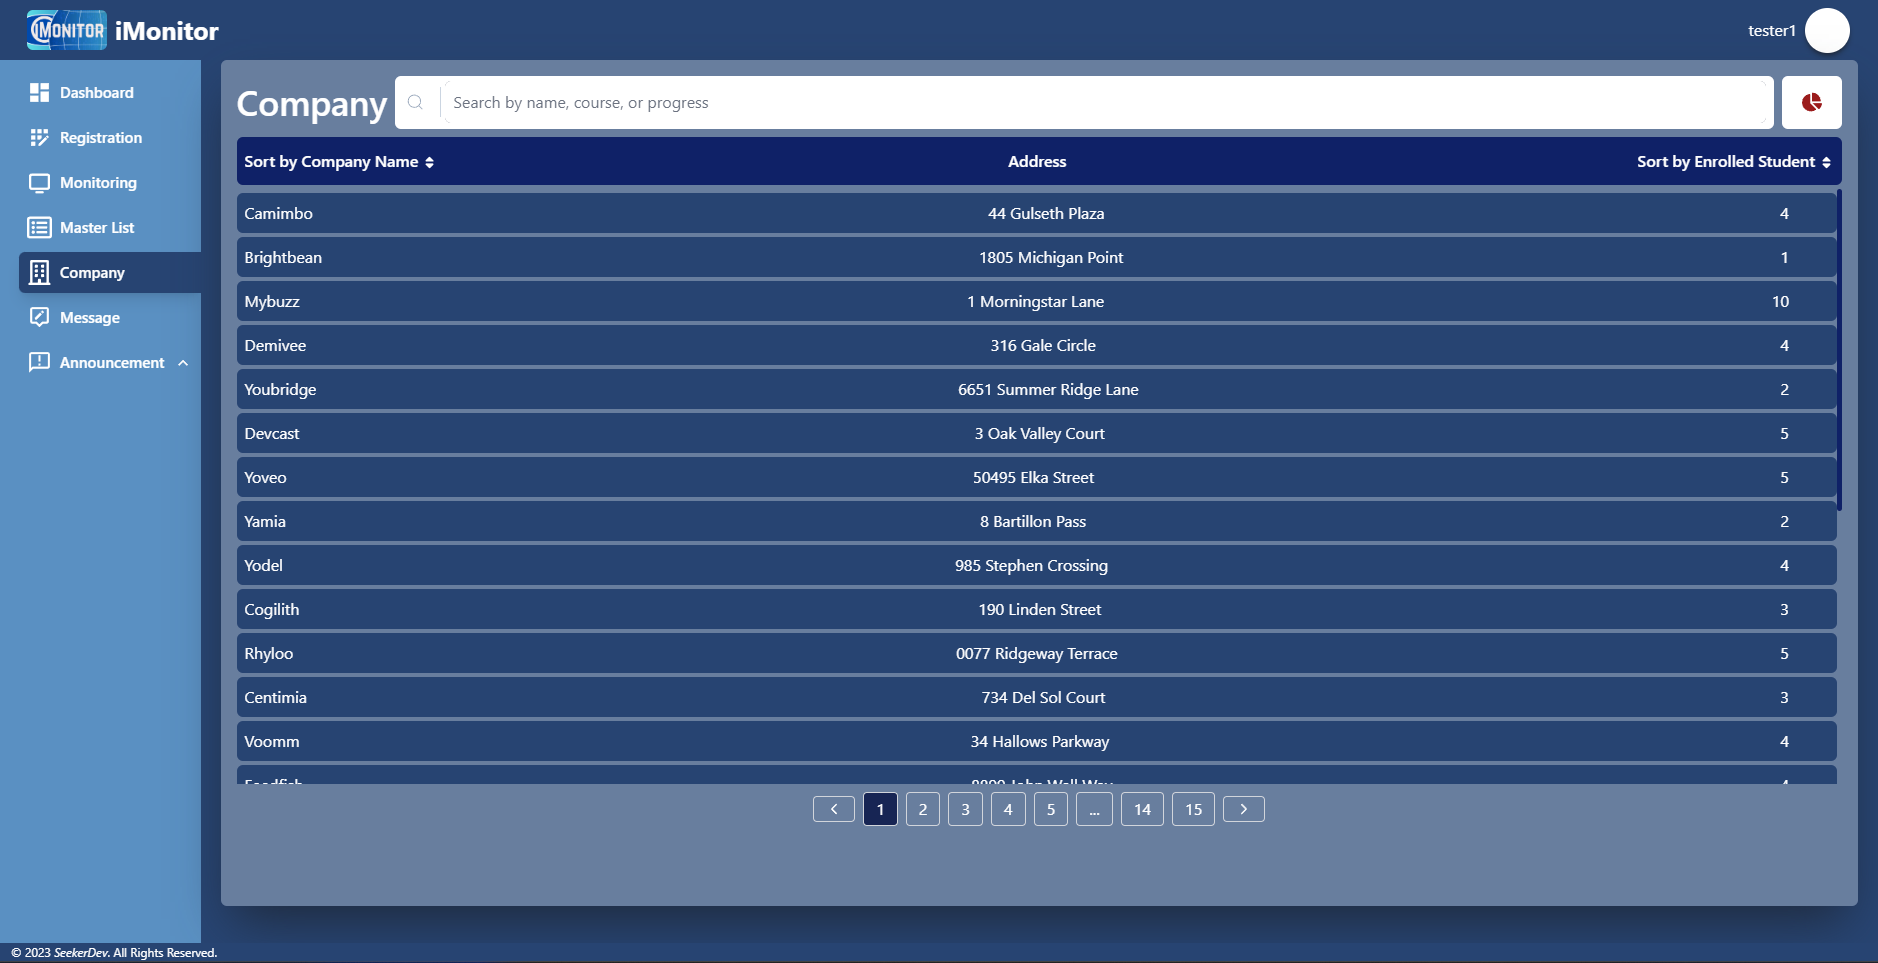 iMONITOR iMonitor
tester1
Dashboard
Registration
Monitoring
Master List
Company
Message
Announcement
Company
Search by name, course, or progress
Sort by Company Name Address Sort by Enrolled Student
Camimbo 44 Gulseth Plaza 4
Brightbean 1805 Michigan Point 1
Mybuzz 1 Morningstar Lane 10
Demivee 316 Gale Circle 4
Youbridge 6651 Summer Ridge Lane 2
Devcast 3 Oak Valley Court 5
Yoveo 50495 Elka Street 5
Yamia 8 Bartillon Pass 2
Yodel 985 Stephen Crossing 4
Cogilith 190 Linden Street 3
Rhyloo 0077 Ridgeway Terrace 5
Centimia 734 Del Sol Court 3
Voomm 34 Hallows Parkway 4
1 2 3 4 5 ... 14 15
© 2023 SeekerDev. All Rights Reserved.